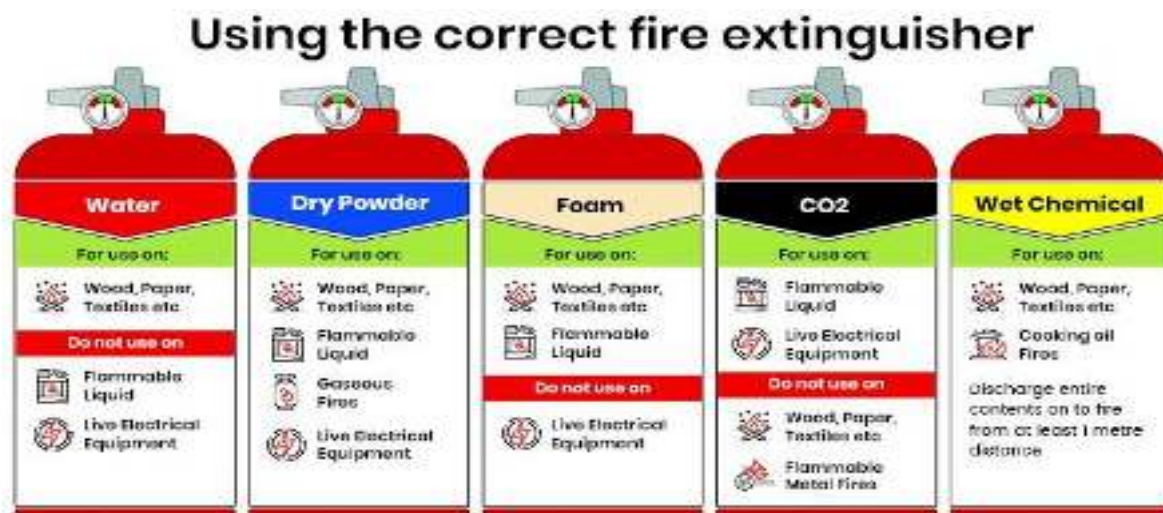 Using the correct fire extinguisher
Water
For use on:
Wood, Paper,
Textiles etc
Do not use on
Flammable
Liquid
Live Electrical
Equipment
Dry Powder
For use on:
Wood, Paper,
Textiles etc
Flammable
Liquid
Gaseous
Fires
Live Electrical
Equipment
Foam
For use on:
Wood, Paper,
Textiles etc
Flammable
Liquid
Do not use on
Live Electrical
Equipment
CO2
For use on:
Flammable
Liquid
Live Electrical
Equipment
Do not use on
Wood, Paper,
Textiles etc
Flammable
Metal Fires
Wet Chemical
For use on:
Wood, Paper,
Textiles etc
Cooking oil
Fires
Discharge entire
contents on to fire
from at least 1 metre
distance